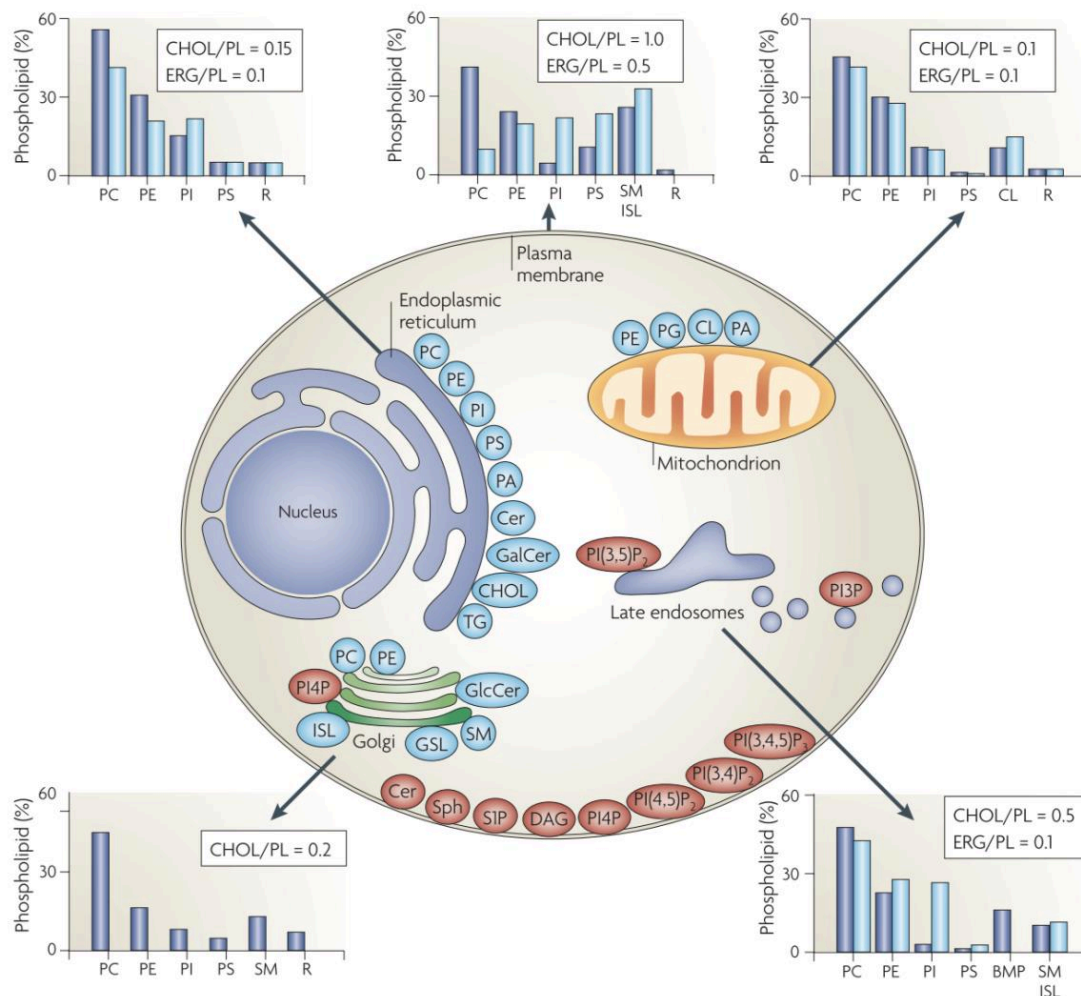 60
30
0
Phospholipid (%)
CHOL/PL = 0.15
ERG/PL = 0.1
PC PE PI PS R
60
30
0
Phospholipid (%)
CHOL/PL = 1.0
ERG/PL = 0.5
PC PE PI PS SM R
ISL
60
30
0
Phospholipid (%)
CHOL/PL = 0.1
ERG/PL = 0.1
PC PE PI PS CL R
Plasma
membrane
Endoplasmic
reticulum
PC
PE
PI
PS
PA
Cer
GalCer
CHOL
TG
PE PG CL PA
Mitochondrion
Nucleus
PI(3,5)P2
Late endosomes
PI3P
PC PE
PI4P
GlcCer
ISL
Golgi
GSL
SM
Cer
Sph
S1P
DAG
PI4P
PI(4,5)P2
PI(3,4)P2
PI(3,4,5)P3
60
30
0
Phospholipid (%)
CHOL/PL = 0.2
PC PE PI PS SM R
60
30
0
Phospholipid (%)
CHOL/PL = 0.5
ERG/PL = 0.1
PC PE PI PS BMP SM
ISL